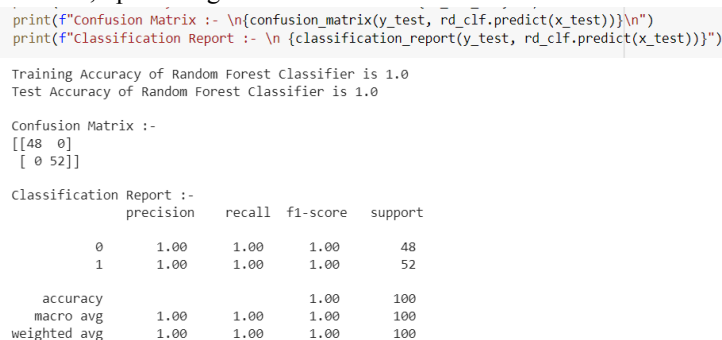 print(f"Confusion Matrix :- \n{confusion_matrix(y_test, rd_clf.predict(x_test))}\n")
print(f"Classification Report :- \n {classification_report(y_test, rd_clf.predict(x_test))}")
Training Accuracy of Random Forest Classifier is 1.0
Test Accuracy of Random Forest Classifier is 1.0
Confusion Matrix :-
[[48 0]
[ 0 52]]
Classification Report :-
precision recall f1-score support
0 1.00 1.00 1.00 48
1 1.00 1.00 1.00 52
accuracy 1.00 100
macro avg 1.00 1.00 1.00 100
weighted avg 1.00 1.00 1.00 100